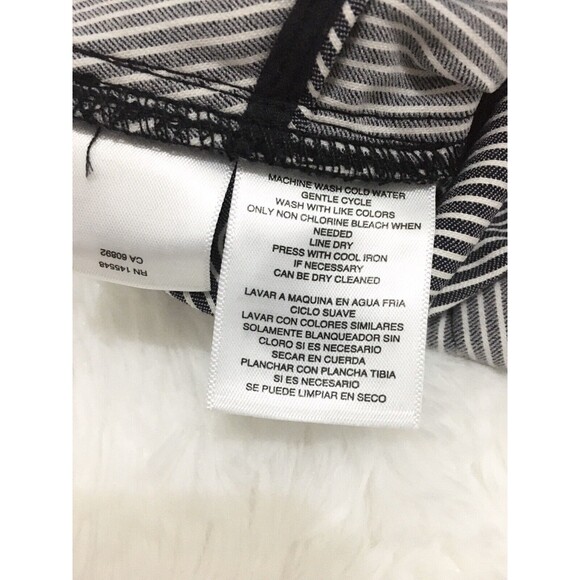 RN 145548
CA 60892
MACHINE WASH COLD WATER
GENTLE CYCLE
WASH WITH LIKE COLORS
ONLY NON CHLORINE BLEACH WHEN
NEEDED
LINE DRY
PRESS WITH COOL IRON
IF NECESSARY
CAN BE DRY CLEANED
LAVAR A MAQUINA EN AGUA FRIA
CICLO SUAVE
LAVAR CON COLORES SIMILARES
SOLAMENTE BLANQUEADOR SIN
CLORO SI ES NECESARIO
SECAR EN CUERDA
PLANCHAR CON PLANCHA TIBIA
SI ES NECESARIO
SE PUEDE LIMPIAR EN SECO